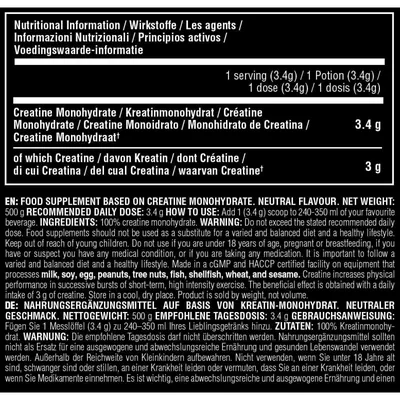 Nutritional Information / Wirkstoffe / Les agents /
Informazioni Nutrizionali / Principios activos /
Voedingswaarde-informatie
1 serving (3.4g) / 1 Potion (3.4g) /
1 dose (3.4g) / 1 dosis (3.4g)
Creatine Monohydrate / Kreatinmonohydrat / Créatine
Monohydrate / Creatine Monoidrato / Monohidrato de Creatina /
Creatine Monohydraat†
3.4 g
of which Creatine / davon Kreatin / dont Créatine /
di cui Creatina / del cual Creatina / waarvan Creatine†
3 g
EN: FOOD SUPPLEMENT BASED ON CREATINE MONOHYDRATE. NEUTRAL FLAVOUR. NET WEIGHT:
500 g RECOMMENDED DAILY DOSE: 3.4 g HOW TO USE: Add 1 (3.4 g) scoop to 240-350 ml of your favourite
beverage. INGREDIENTS: 100% creatine monohydrate. WARNING: Do not exceed the stated recommended
daily dose. Food supplements should not be used as a substitute for a varied and balanced diet and a healthy lifestyle.
Keep out of reach of young children. Do not use if you are under 18 years of age, pregnant or breastfeeding, if you
have or suspect you have any medical condition, or if you are taking any medication. It is important to follow a
varied and balanced diet and a healthy lifestyle. Made in a cGMP and HACCP certified facility on equipment that
processes milk, soy, egg, peanuts, tree nuts, fish, shellfish, wheat, and sesame. Creatine increases physical
performance in successive bursts of short-term, high intensity exercise. The beneficial effect is obtained with a daily
intake of 3 g of creatine. Store in a cool, dry place. Product is sold by weight, not volume.
DE: NAHRUNGSERGÄNZUNGSMITTEL AUF BASIS VON KREATIN-MONOHYDRAT. NEUTRALER
GESCHMACK. NETTOGEWICHT: 500 g EMPFOHLENE TAGESDOSIS: 3.4 g GEBRAUCHSANWEISUNG:
Fügen Sie 1 Messlöffel (3.4 g) zu 240–350 ml Ihres Lieblingsgetränks hinzu. ZUTATEN: 100% Kreatinmonohyd-
rat. WARNUNG: Die empfohlene Tagesdosis darf nicht überschritten werden. Nahrungsergänzungsmittel sollten
nicht als Ersatz für eine ausgewogene und abwechslungsreiche Ernährung und gesunden Lebenswandel verwendet
werden. Außerhalb der Reichweite von Kleinkindern aufbewahren. Nicht verwenden, wenn Sie unter 18 Jahre alt
sind, schwanger sind oder stillen, an einer Krankheit leiden oder vermuten, dass Sie an einer Krankheit leiden, oder wenn
Sie Medikamente einnehmen. Es ist wichtig, eine abwechslungsreiche und ausgewogene Ernährung und einen